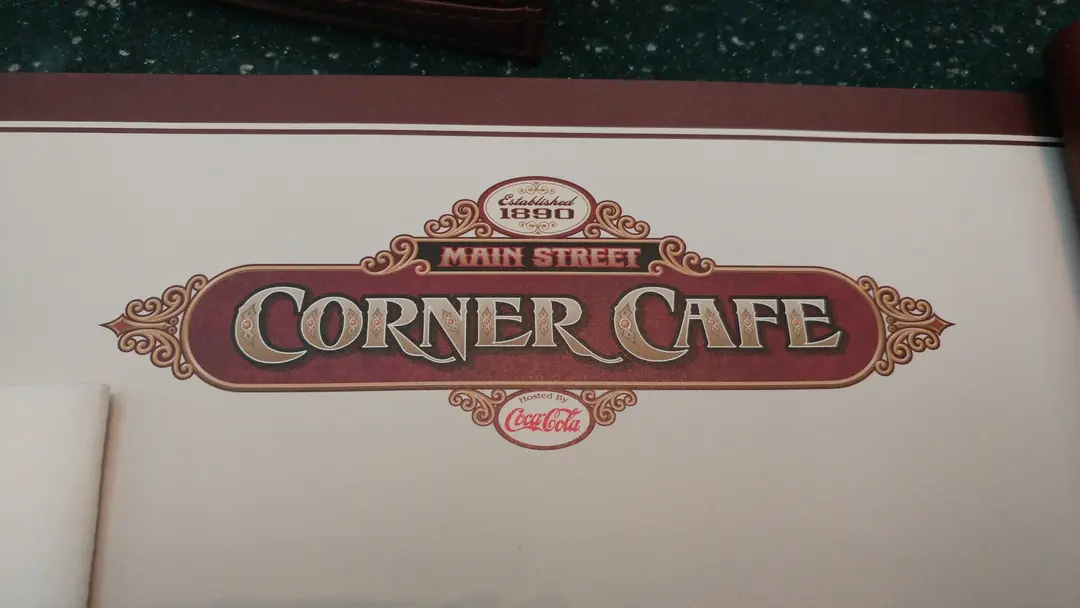 Established
1890
MAIN STREET
CORNER CAFE
Hosted By
Coca-Cola